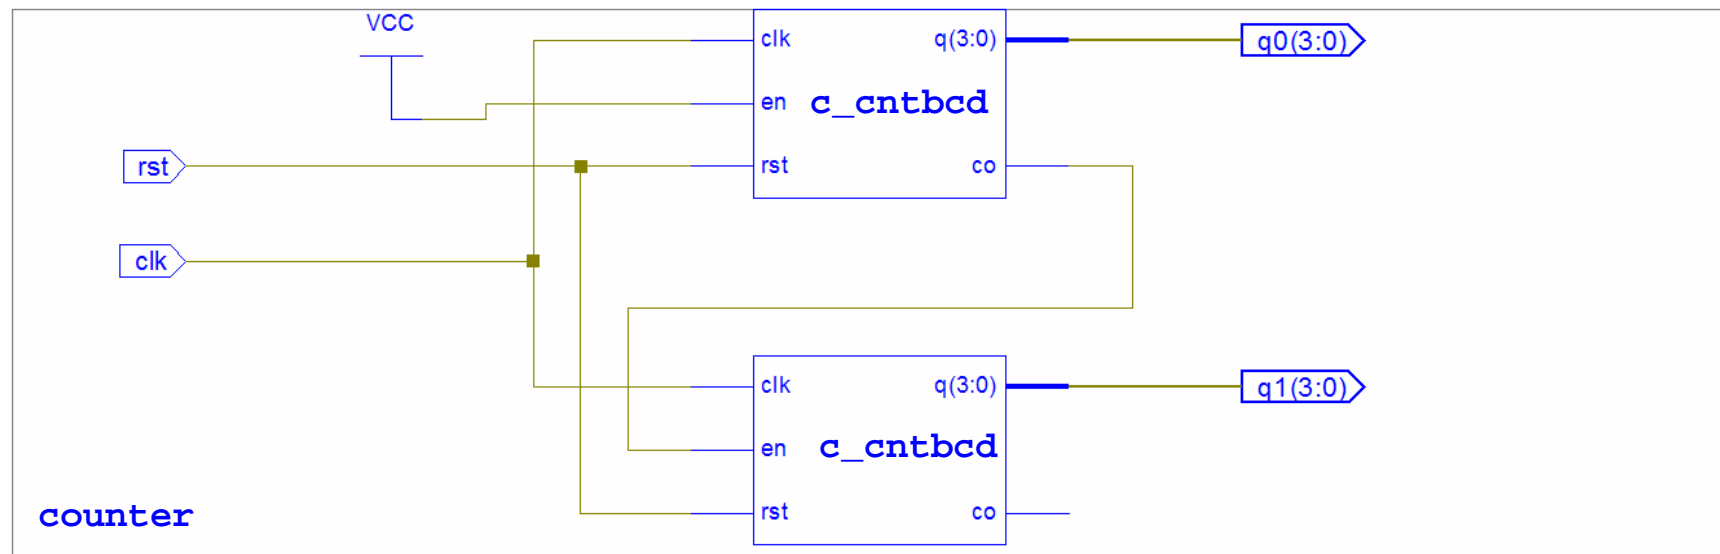 VCC
clk
q(3:0)
q0(3:0)
en
c_cntbcd
rst
rst
co
clk
clk
q(3:0)
q1(3:0)
en
c_cntbcd
counter
rst
co